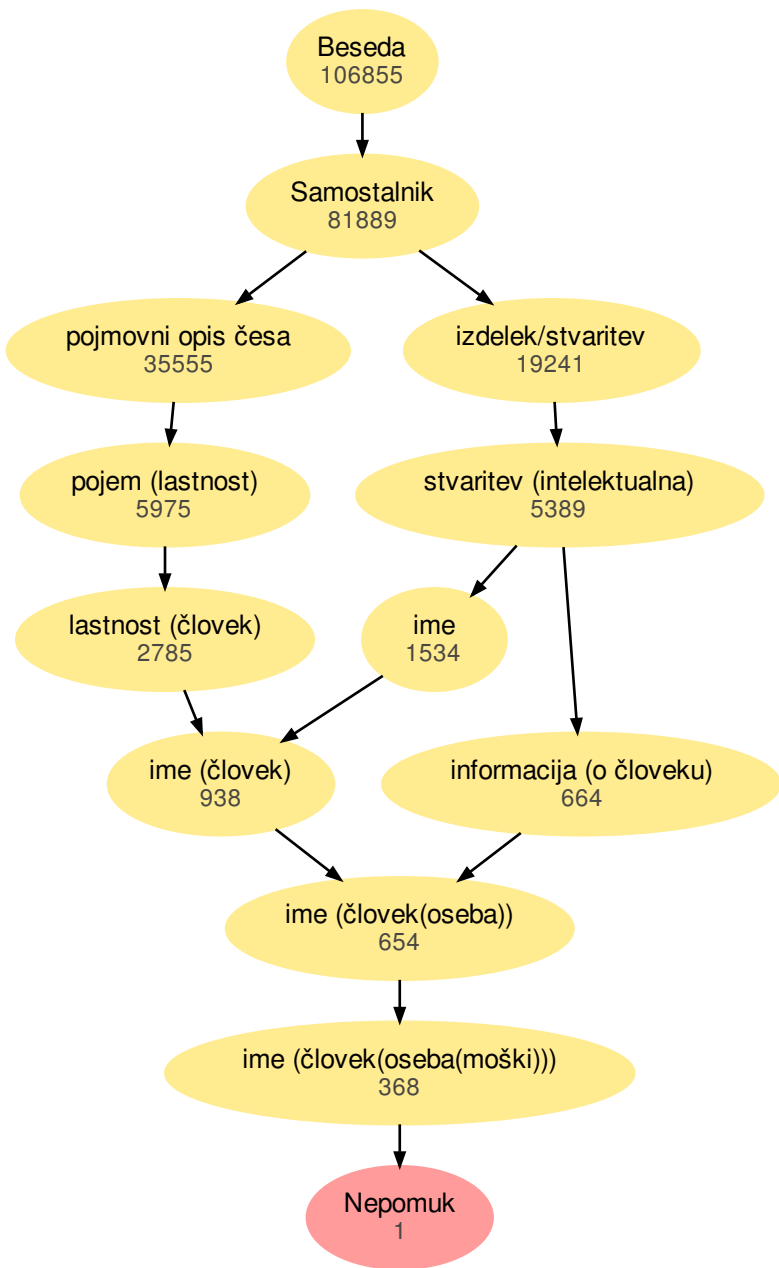 Beseda
106855
Samostalnik
81889
pojmovni opis česa
35555
izdelek/stvaritev
19241
pojem (lastnost)
5975
stvaritev (intelektualna)
5389
lastnost (človek)
2785
ime
1534
ime (človek)
938
informacija (o človeku)
664
ime (človek(oseba))
654
ime (človek(oseba(moški)))
368
Nepomuk
1